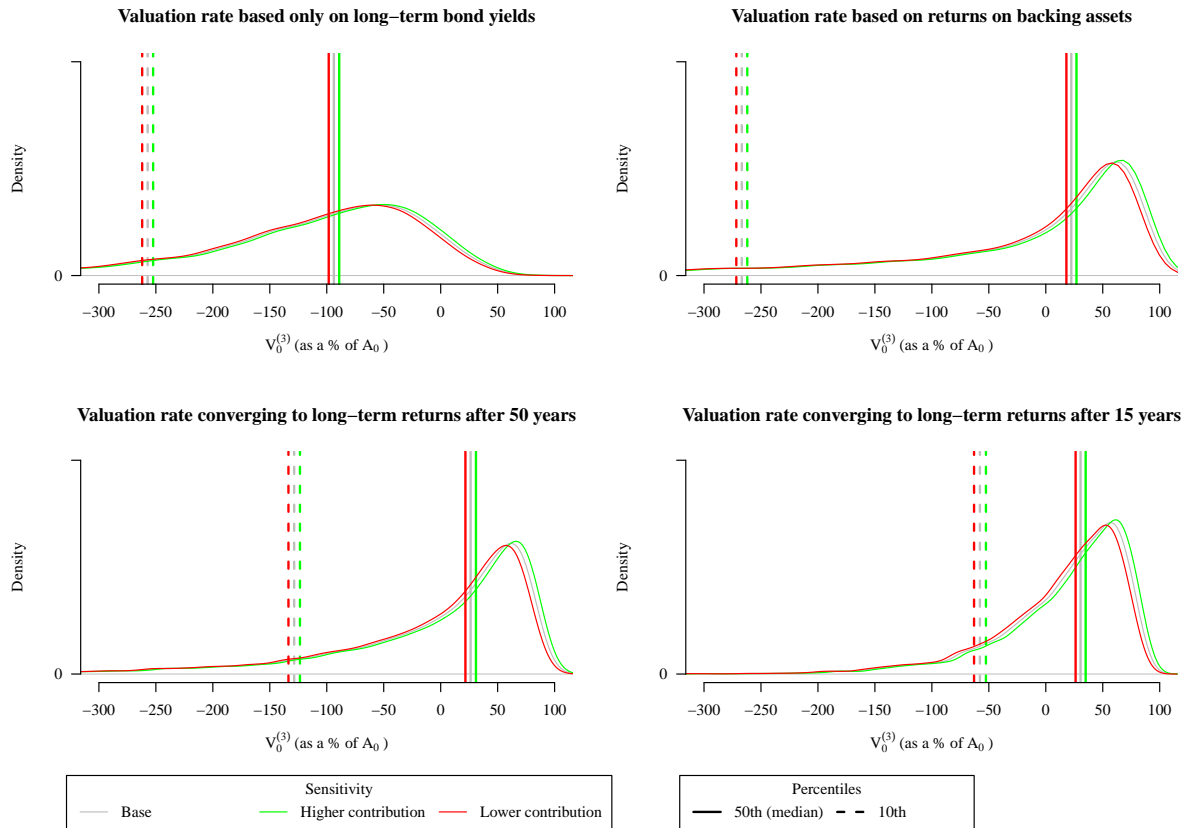 Valuation rate based only on long−term bond yields
Density
0
−300 −250 −200 −150 −100 −50 0 50 100
V₀⁽³⁾ (as a % of A₀ )
Valuation rate based on returns on backing assets
Density
0
−300 −250 −200 −150 −100 −50 0 50 100
V₀⁽³⁾ (as a % of A₀ )
Valuation rate converging to long−term returns after 50 years
Density
0
−300 −250 −200 −150 −100 −50 0 50 100
V₀⁽³⁾ (as a % of A₀ )
Valuation rate converging to long−term returns after 15 years
Density
0
−300 −250 −200 −150 −100 −50 0 50 100
V₀⁽³⁾ (as a % of A₀ )
Sensitivity
Base Higher contribution Lower contribution
Percentiles
50th (median) 10th